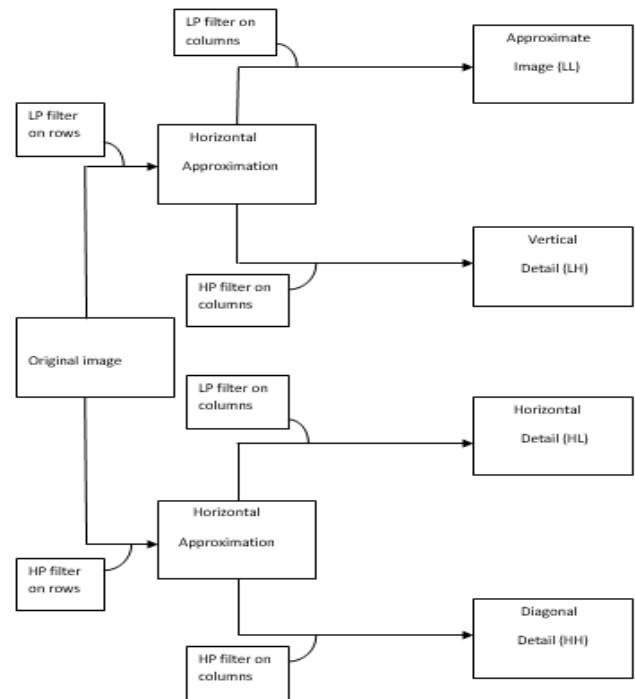 LP filter on
columns
Approximate
Image (LL)
LP filter
on rows
Horizontal
Approximation
Vertical
Detail (LH)
HP filter on
columns
Original image
LP filter on
columns
Horizontal
Detail (HL)
Horizontal
Approximation
HP filter
on rows
Diagonal
Detail (HH)
HP filter on
columns